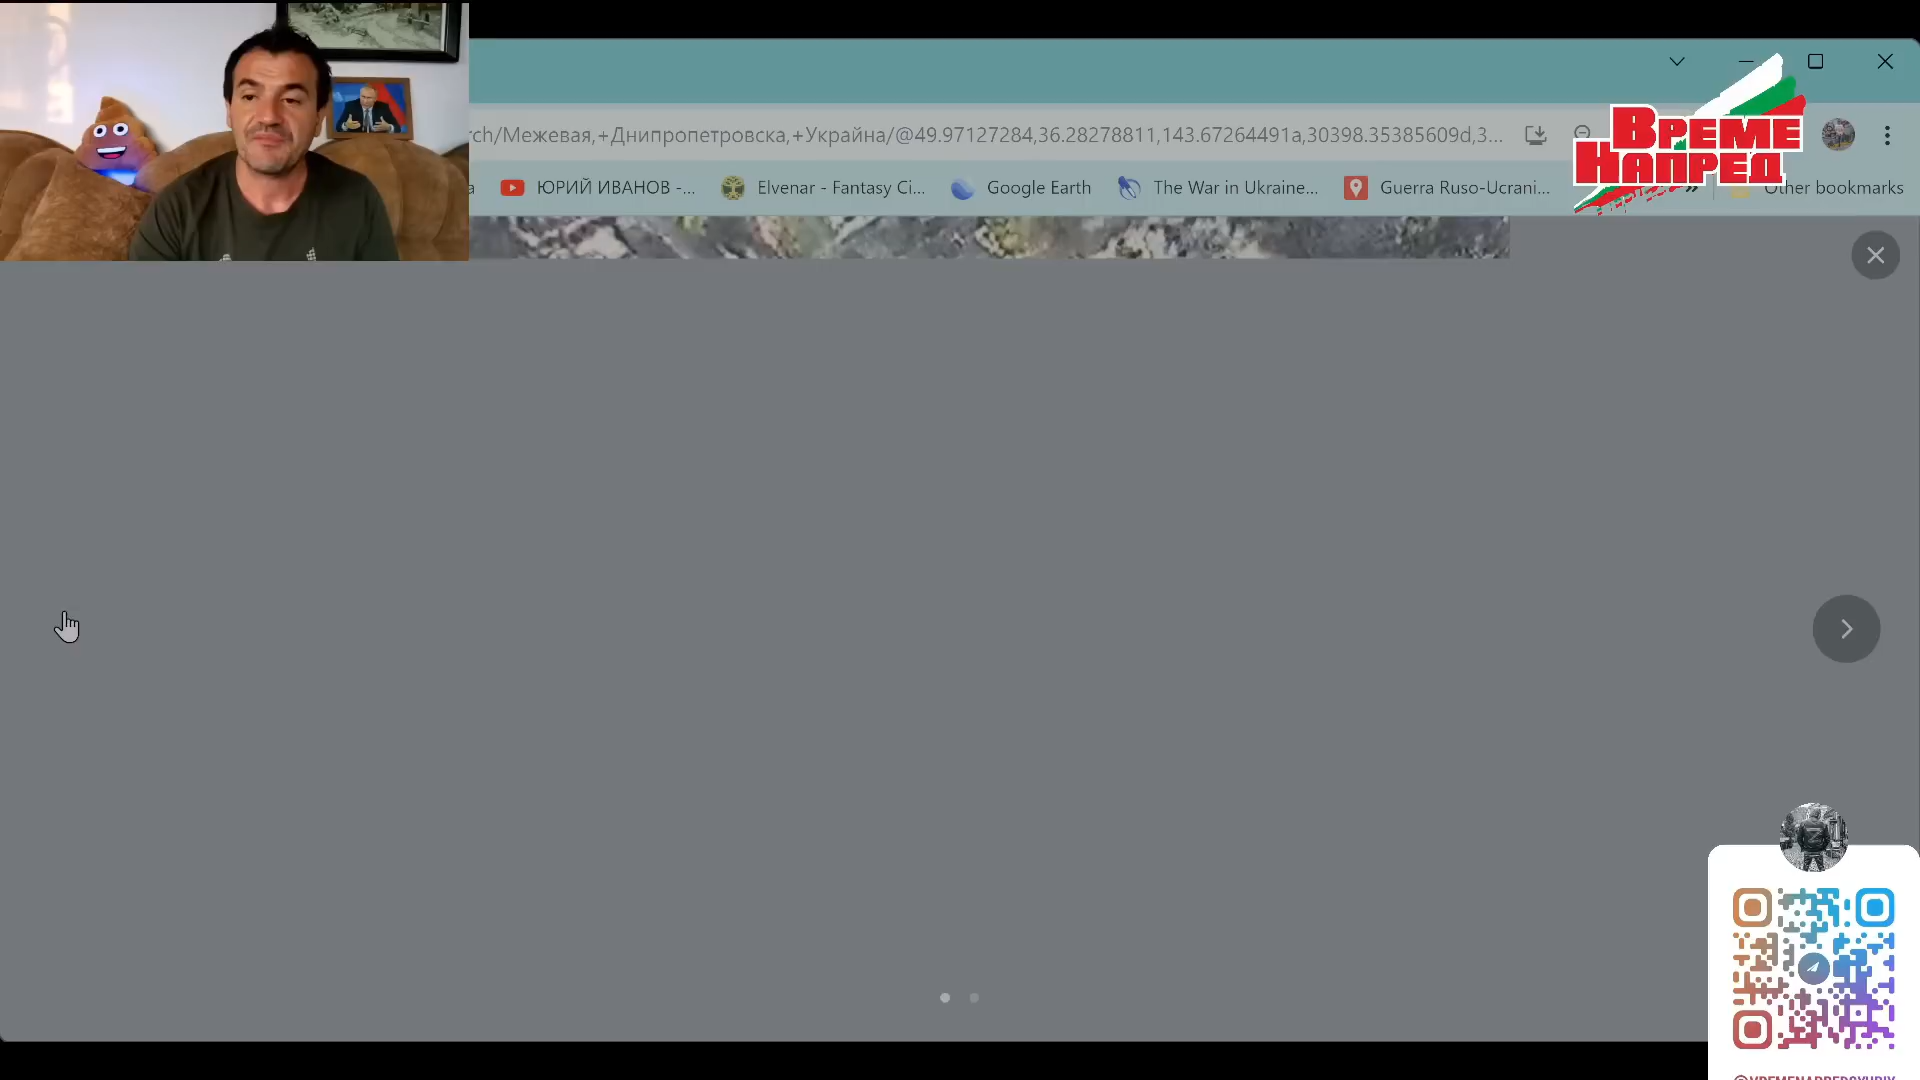 rch/Межевая,+Днипропетровска,+Украйна/@49.97127284,36.28278811,143.67264491a,30398.35385609d,3...
ВРЕМЕ
НАПРЕД
ЮРИЙ ИВАНОВ -...
Elvenar - Fantasy Ci...
Google Earth
The War in Ukraine...
Guerra Ruso-Ucrani...
»
Other bookmarks